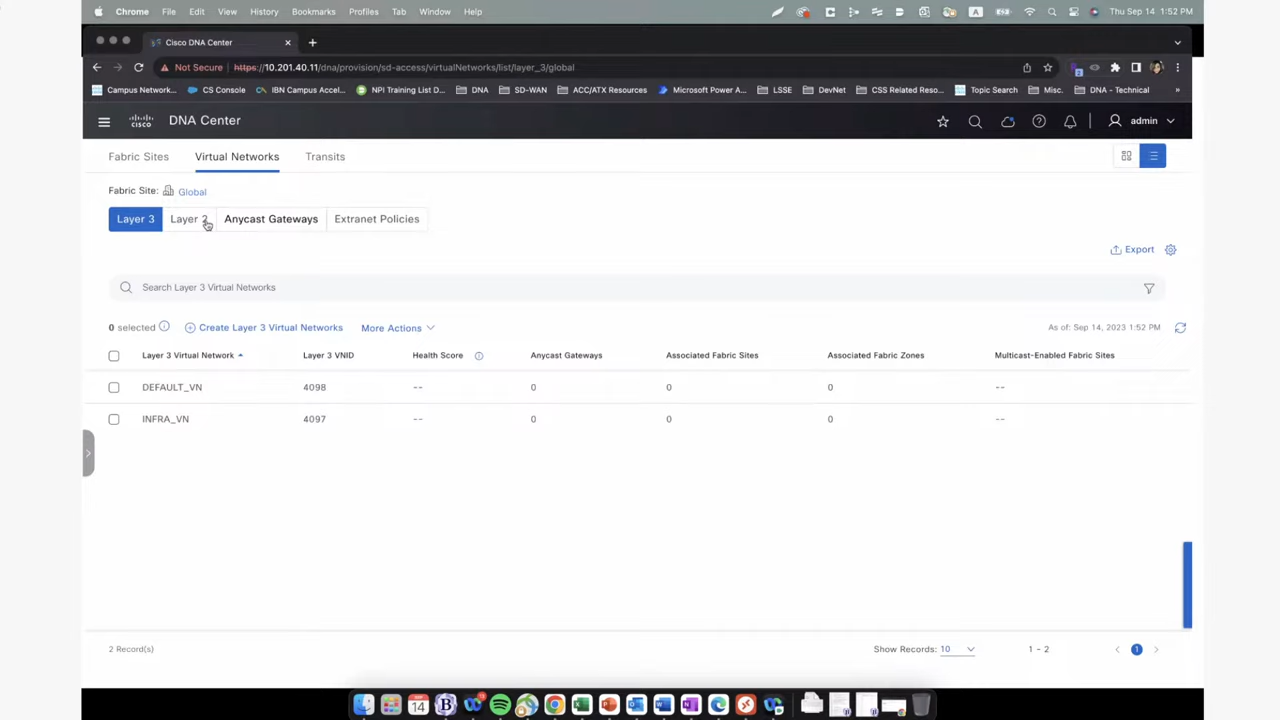 Chrome File Edit View History Bookmarks Profiles Tab Window Help
A
Thu Sep 14 1:52 PM
Cisco DNA Center
Not Secure https://10.201.40.11/dna/provision/sd-access/virtualNetworks/list/layer_3/global
Campus Network... CS Console IBN Campus Accel... NPI Training List D... DNA SD-WAN ACC/ATX Resources Microsoft Power A... LSSE DevNet CSS Related Reso... Topic Search Misc. DNA - Technical »
CISCO DNA Center
admin
Fabric Sites Virtual Networks Transits
Fabric Site: Global
Layer 3 Layer 2 Anycast Gateways Extranet Policies
Export
Search Layer 3 Virtual Networks
0 selected Create Layer 3 Virtual Networks More Actions As of: Sep 14, 2023 1:52 PM
Layer 3 Virtual Network Layer 3 VNID Health Score Anycast Gateways Associated Fabric Sites Associated Fabric Zones Multicast-Enabled Fabric Sites
DEFAULT_VN 4098 -- 0 0 0 --
INFRA_VN 4097 -- 0 0 0 --
2 Record(s) Show Records: 10 1 - 2 1
SEP
14